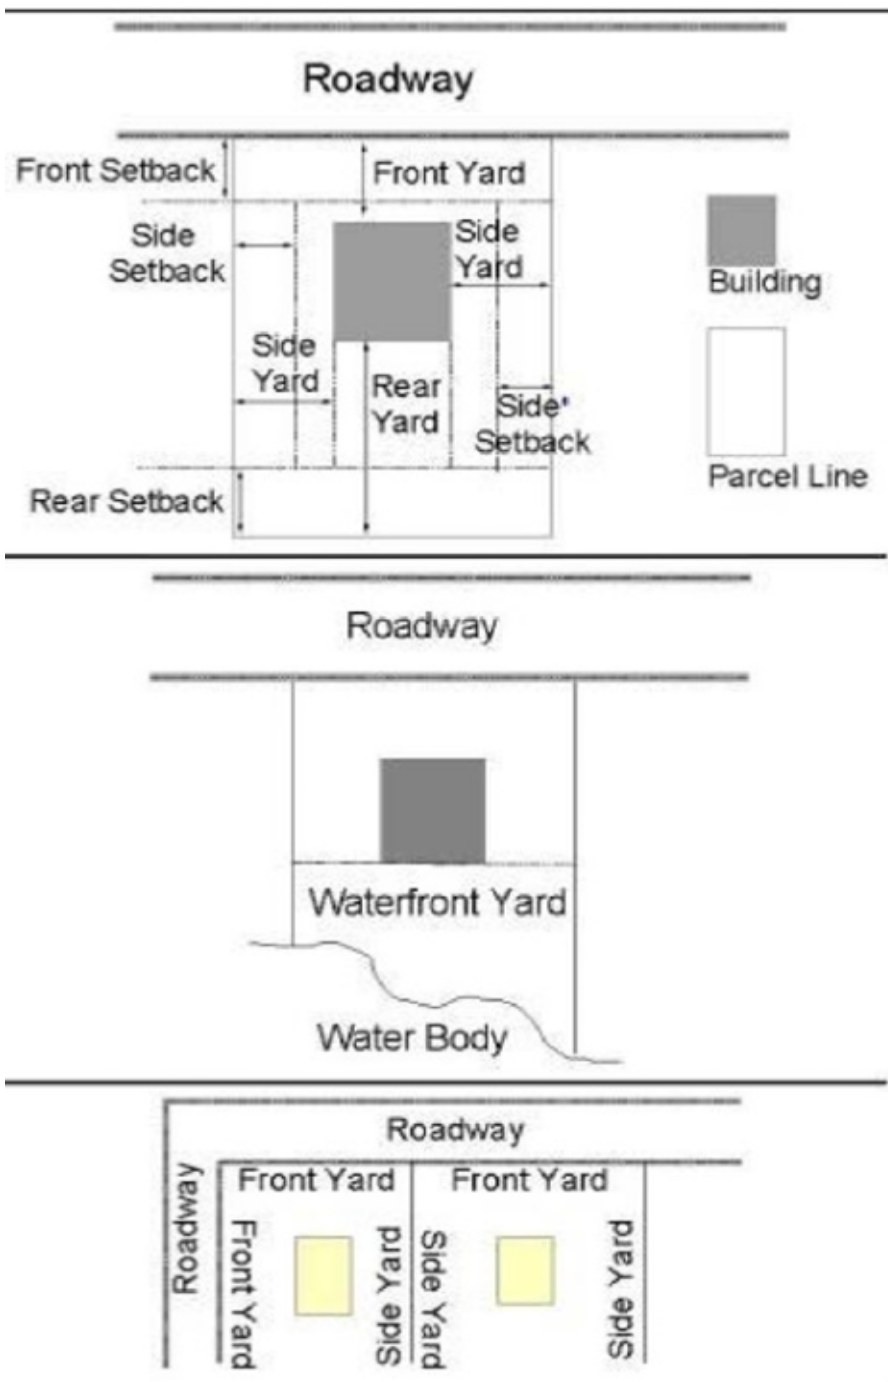 Roadway
Front Setback
Front Yard
Side
Setback
Side
Yard
Building
Side
Yard
Rear
Yard
Side*
Setback
Parcel Line
Rear Setback
Roadway
Waterfront Yard
Water Body
Roadway
Roadway
Front Yard
Front Yard
Front Yard
Side Yard
Side Yard
Side Yard